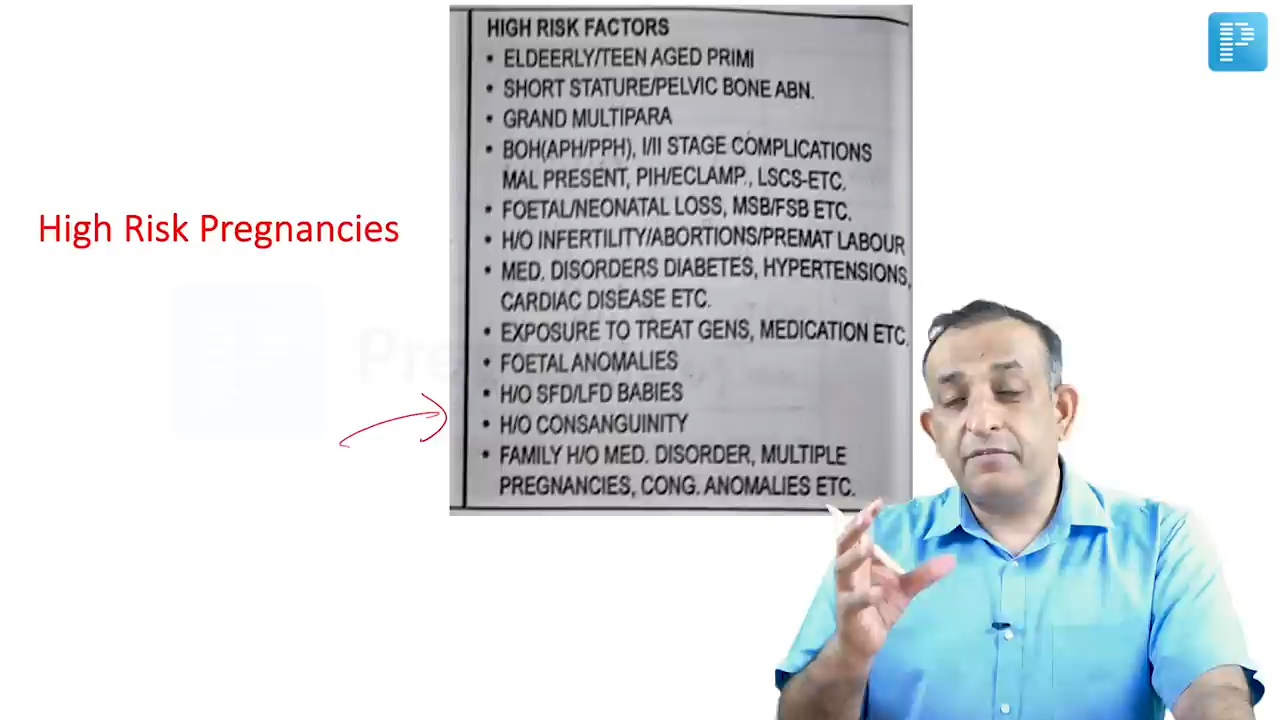 High Risk Pregnancies
HIGH RISK FACTORS
• ELDEERLY/TEEN AGED PRIMI
• SHORT STATURE/PELVIC BONE ABN.
• GRAND MULTIPARA
• BOH(APH/PPH), I/II STAGE COMPLICATIONS
MAL PRESENT, PIH/ECLAMP., LSCS-ETC.
• FOETAL/NEONATAL LOSS, MSB/FSB ETC.
• H/O INFERTILITY/ABORTIONS/PREMAT LABOUR
• MED. DISORDERS DIABETES, HYPERTENSIONS,
CARDIAC DISEASE ETC.
• EXPOSURE TO TREAT GENS, MEDICATION ETC.
• FOETAL ANOMALIES
• H/O SFD/LFD BABIES
• H/O CONSANGUINITY
• FAMILY H/O MED. DISORDER, MULTIPLE
PREGNANCIES, CONG. ANOMALIES ETC.